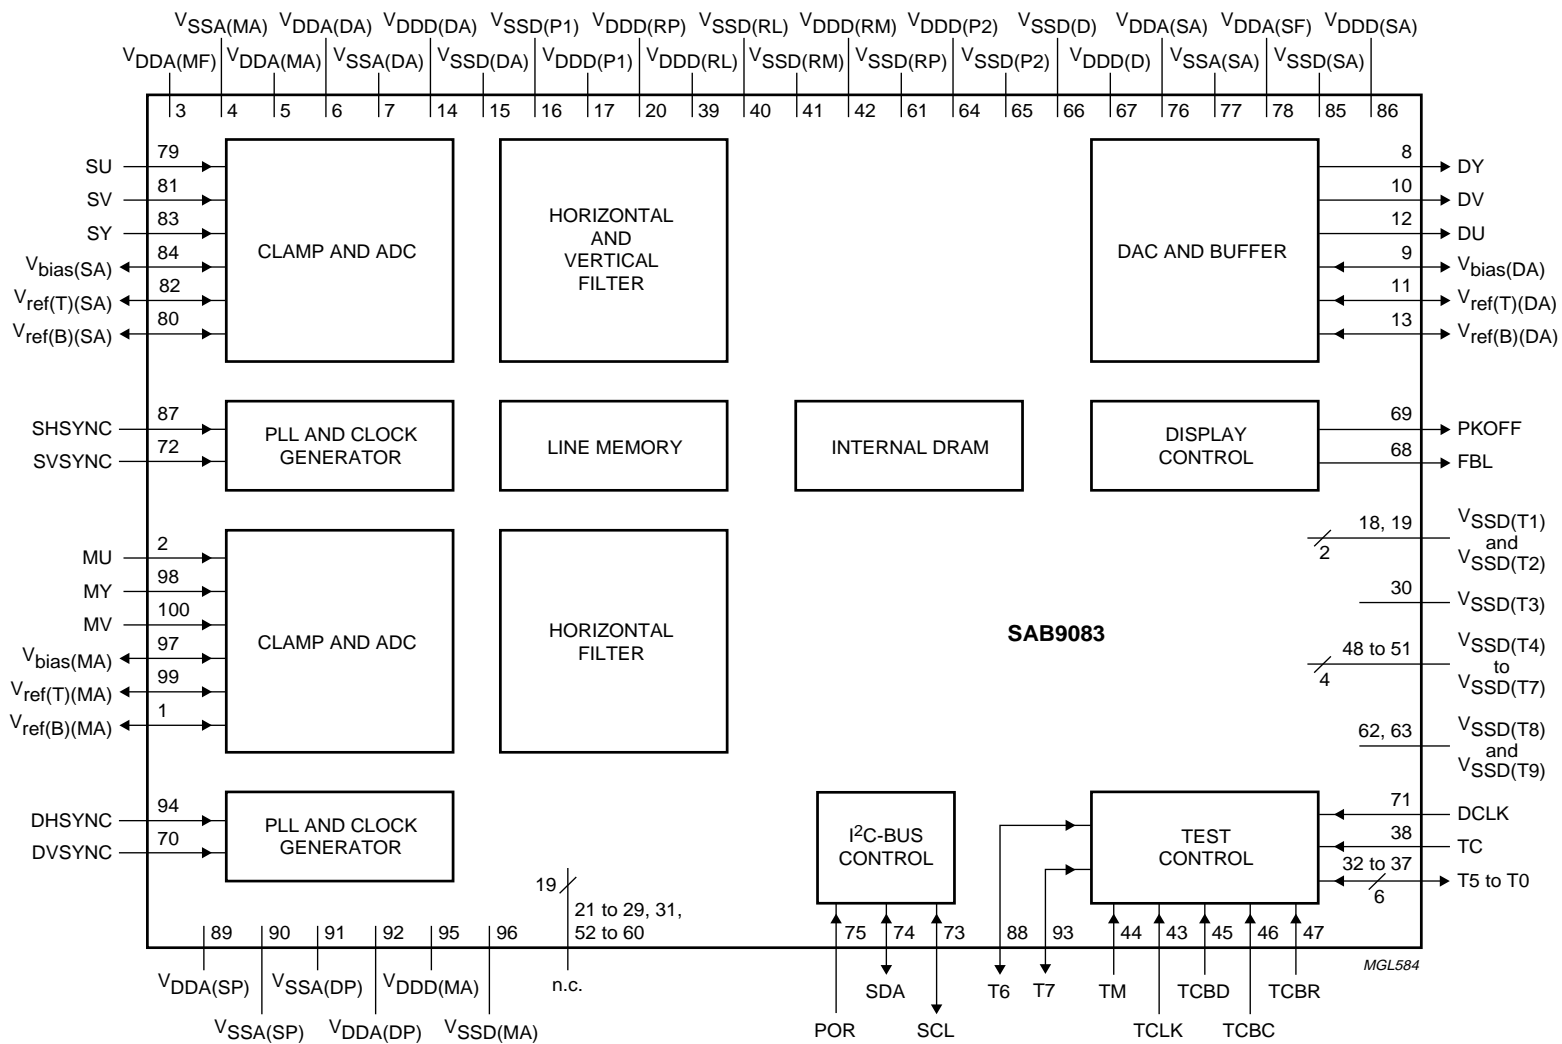 VSSA(MA) VDDA(DA) VDDD(DA) VSSD(P1) VDDD(RP) VSSD(RL) VDDD(RM) VDDD(P2) VSSD(D) VDDA(SA) VDDA(SF) VDDD(SA)
VDDA(MF) VDDA(MA) VSSA(DA) VSSD(DA) VDDD(P1) VDDD(RL) VSSD(RM) VSSD(RP) VSSD(P2) VDDD(D) VSSA(SA) VSSD(SA)
3 4 5 6 7 14 15 16 17 20 39 40 41 42 61 64 65 66 67 76 77 78 85 86
SU 79
SV 81
SY 83
Vbias(SA) 84
Vref(T)(SA) 82
Vref(B)(SA) 80
CLAMP AND ADC
HORIZONTAL
AND
VERTICAL
FILTER
DAC AND BUFFER
8 DY
10 DV
12 DU
9 Vbias(DA)
11 Vref(T)(DA)
13 Vref(B)(DA)
SHSYNC 87
SVSYNC 72
PLL AND CLOCK
GENERATOR
LINE MEMORY
INTERNAL DRAM
DISPLAY
CONTROL
69 PKOFF
68 FBL
MU 2
MY 98
MV 100
Vbias(MA) 97
Vref(T)(MA) 99
Vref(B)(MA) 1
CLAMP AND ADC
HORIZONTAL
FILTER
SAB9083
18, 19 VSSD(T1)
2 and
VSSD(T2)
30 VSSD(T3)
48 to 51 VSSD(T4)
4 to
VSSD(T7)
62, 63 VSSD(T8)
and
VSSD(T9)
DHSYNC 94
DVSYNC 70
PLL AND CLOCK
GENERATOR
I2C-BUS
CONTROL
TEST
CONTROL
71 DCLK
38 TC
32 to 37 T5 to T0
6
19
21 to 29, 31,
52 to 60
89 90 91 92 95 96 75 74 73 88 93 44 43 45 46 47
MGL584
VDDA(SP) VSSA(DP) VDDD(MA) n.c. SDA T6 T7 TM TCBD TCBR
VSSA(SP) VDDA(DP) VSSD(MA) POR SCL TCLK TCBC